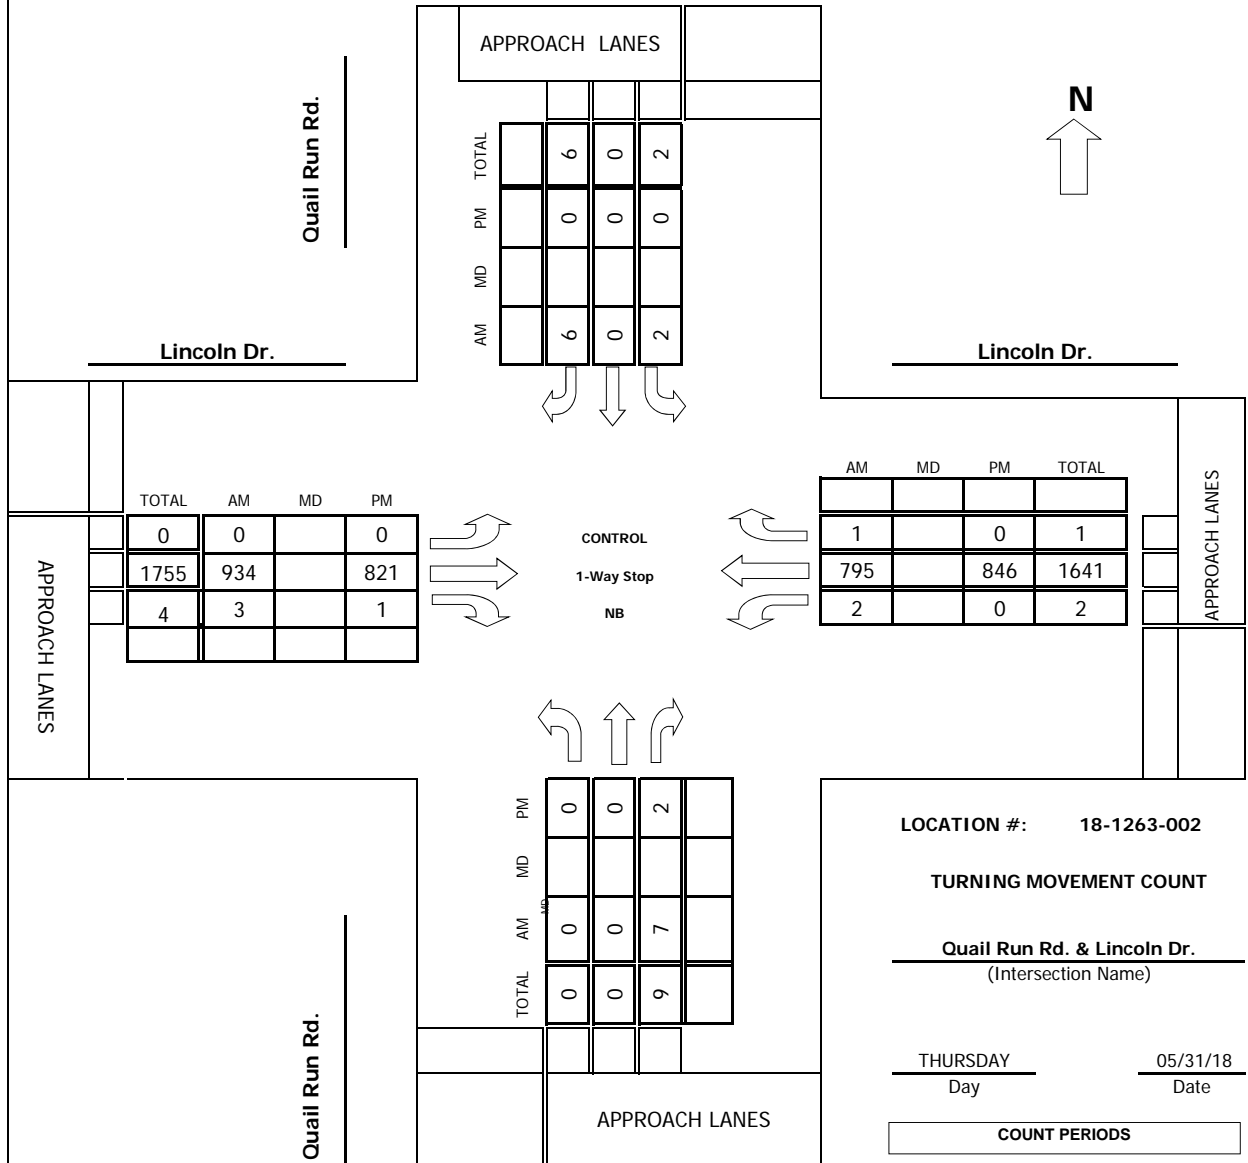 APPROACH LANES
N
Quail Run Rd.
TOTAL 6 0 2
PM 0 0 0
MD
AM 6 0 2
Lincoln Dr.
Lincoln Dr.
AM MD PM TOTAL
1 0 1
795 846 1641
2 0 2
APPROACH LANES
TOTAL AM MD PM
0 0 0
1755 934 821
4 3 1
APPROACH LANES
CONTROL
1-Way Stop
NB
PM 0 0 2
MD
MD
AM 0 0 7
TOTAL 0 0 9
Quail Run Rd.
APPROACH LANES
LOCATION #: 18-1263-002
TURNING MOVEMENT COUNT
Quail Run Rd. & Lincoln Dr.
(Intersection Name)
THURSDAY 05/31/18
Day Date
COUNT PERIODS